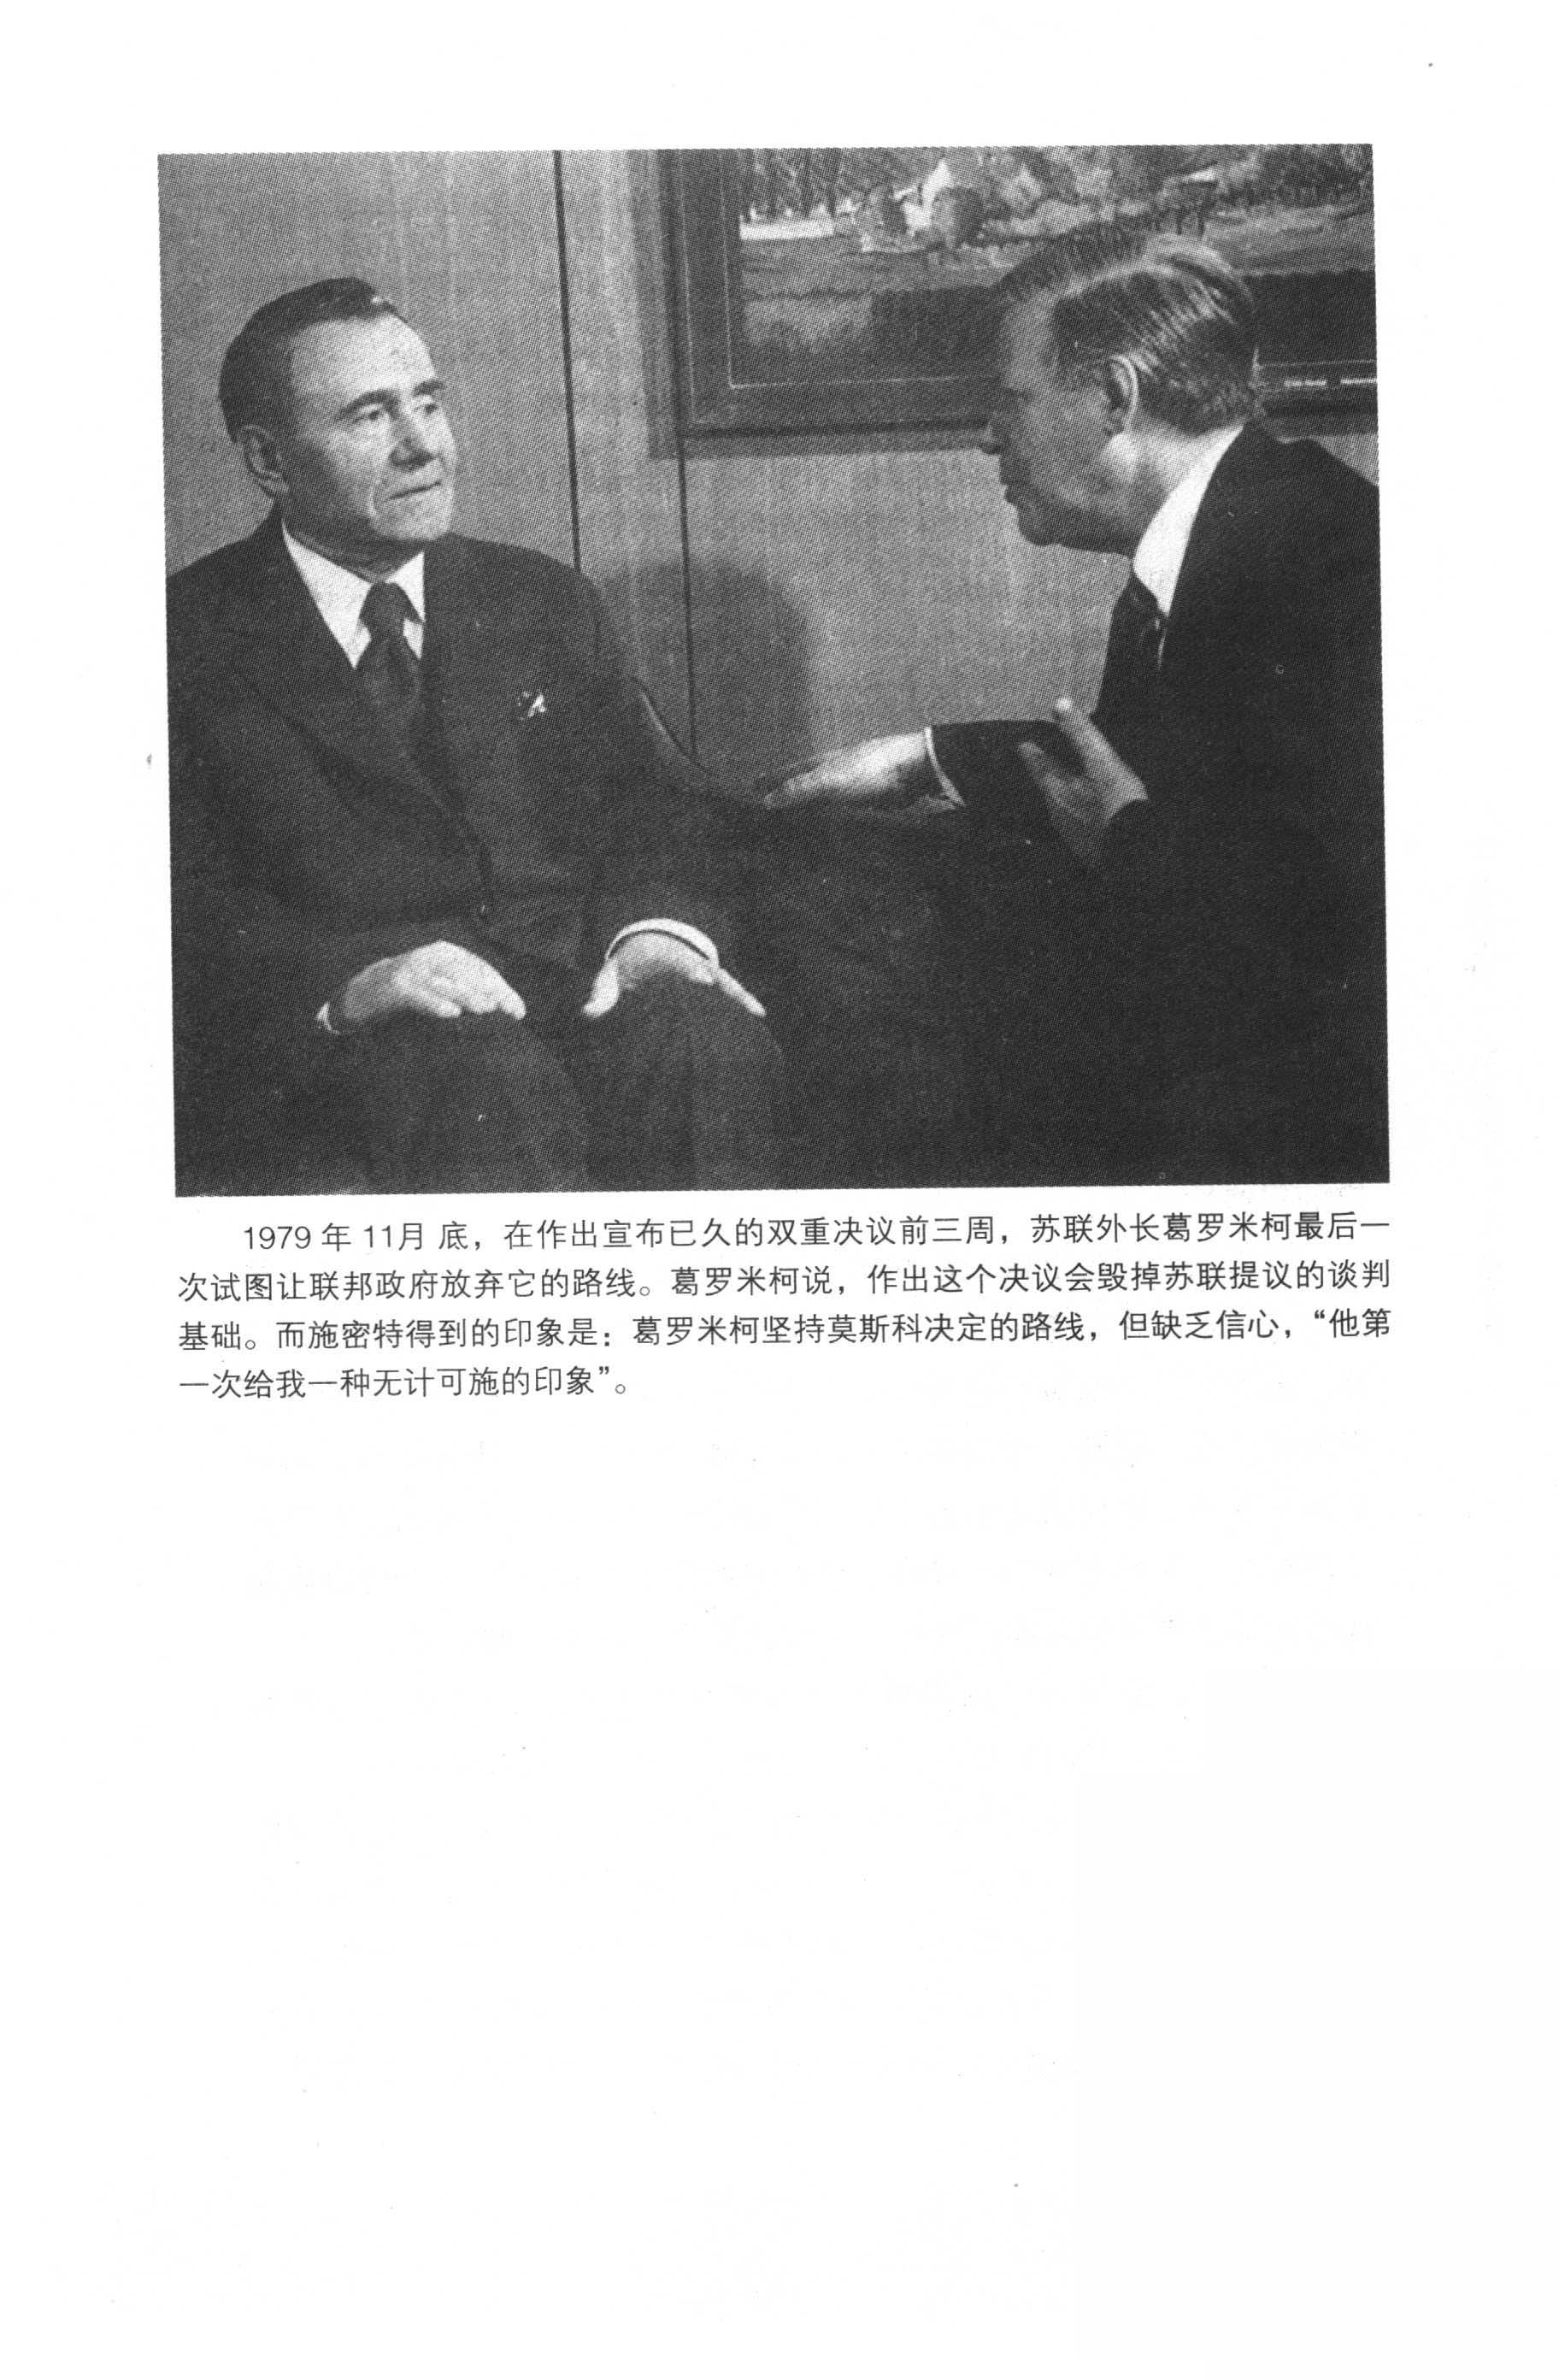 1979 年 11月 底，在作出宣布已久的双重决议前三周，苏联外长葛罗米柯最后一
次试图让联邦政府放弃它的路线。葛罗米柯说，作出这个决议会毁掉苏联提议的谈判
基础。而施密特得到的印象是：葛罗米柯坚持莫斯科决定的路线，但缺乏信心，“他第
一次给我一种无计可施的印象”。